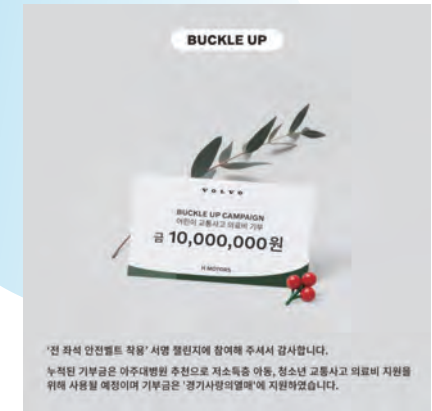 BUCKLE UP
VOLVO
BUCKLE UP CAMPAIGN
어린이 교통사고 의료비 기부
금 10,000,000원
H MOTORS
'전 좌석 안전벨트 착용' 서명 챌린지에 참여해 주셔서 감사합니다.
누적된 기부금은 아주대병원 추천으로 저소득층 아동, 청소년 교통사고 의료비 지원을
위해 사용될 예정이며 기부금은 '경기사랑의열매'에 지원하였습니다.